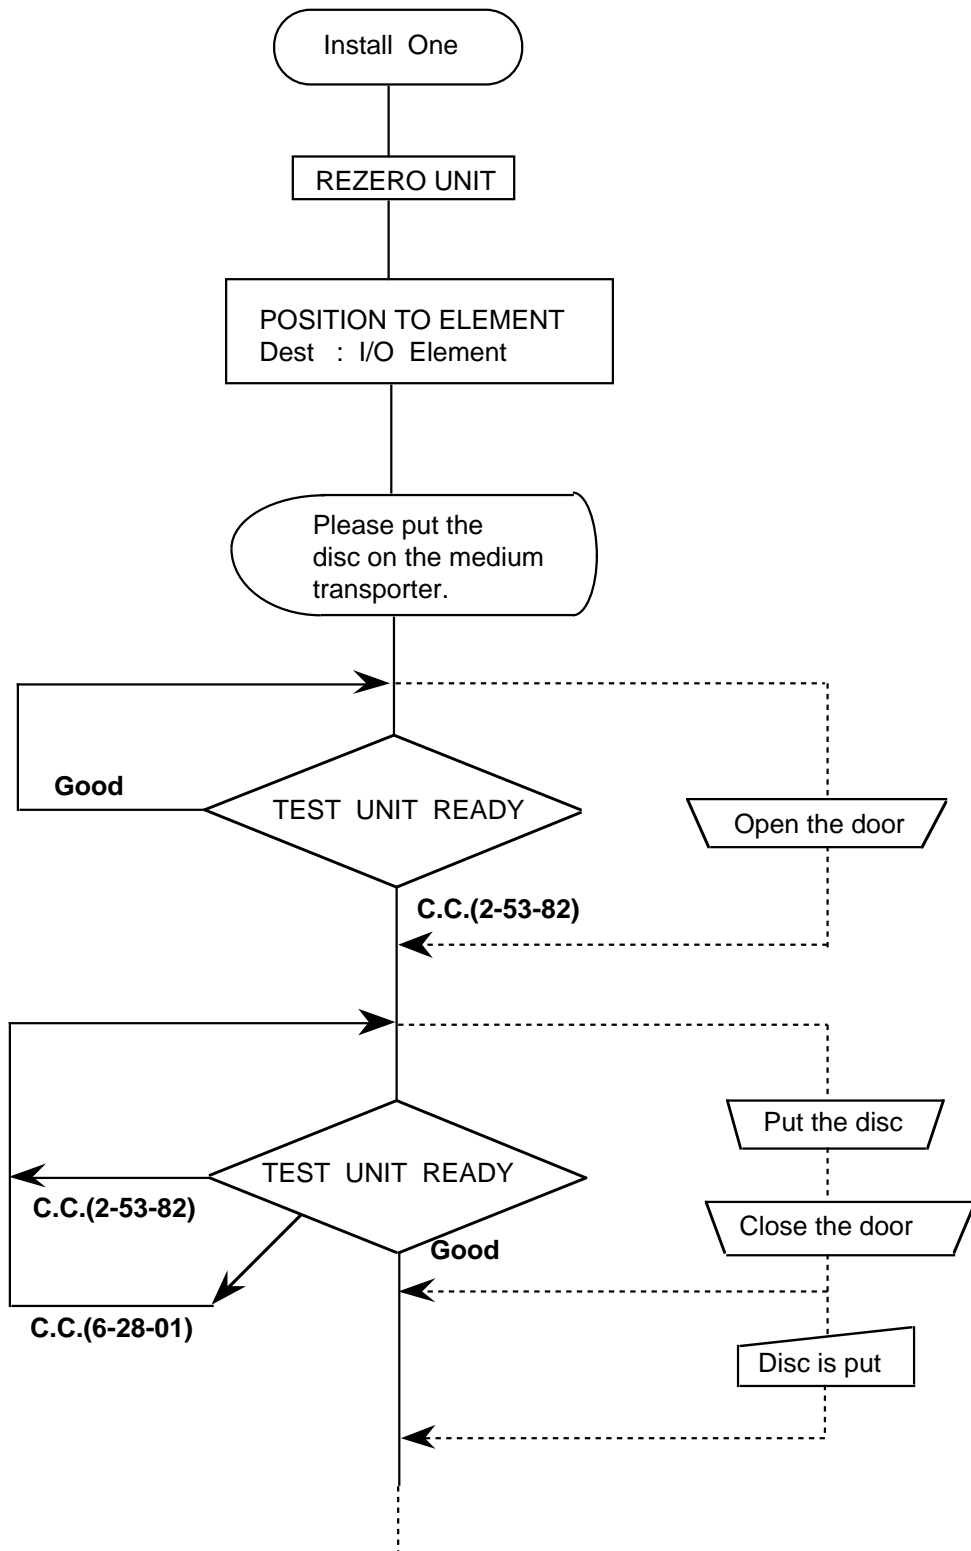 Install One
REZERO UNIT
POSITION TO ELEMENT
Dest : I/O Element
Please put the
disc on the medium
transporter.
Good
TEST UNIT READY
Open the door
C.C.(2-53-82)
Put the disc
TEST UNIT READY
C.C.(2-53-82)
Close the door
Good
C.C.(6-28-01)
Disc is put